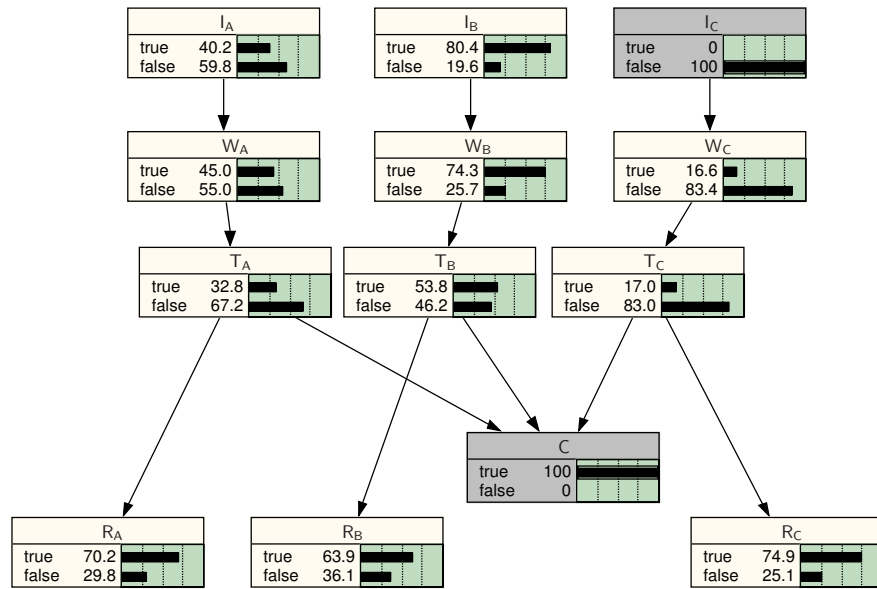 I_A
true 40.2
false 59.8
I_B
true 80.4
false 19.6
I_C
true 0
false 100
W_A
true 45.0
false 55.0
W_B
true 74.3
false 25.7
W_C
true 16.6
false 83.4
T_A
true 32.8
false 67.2
T_B
true 53.8
false 46.2
T_C
true 17.0
false 83.0
C
true 100
false 0
R_A
true 70.2
false 29.8
R_B
true 63.9
false 36.1
R_C
true 74.9
false 25.1